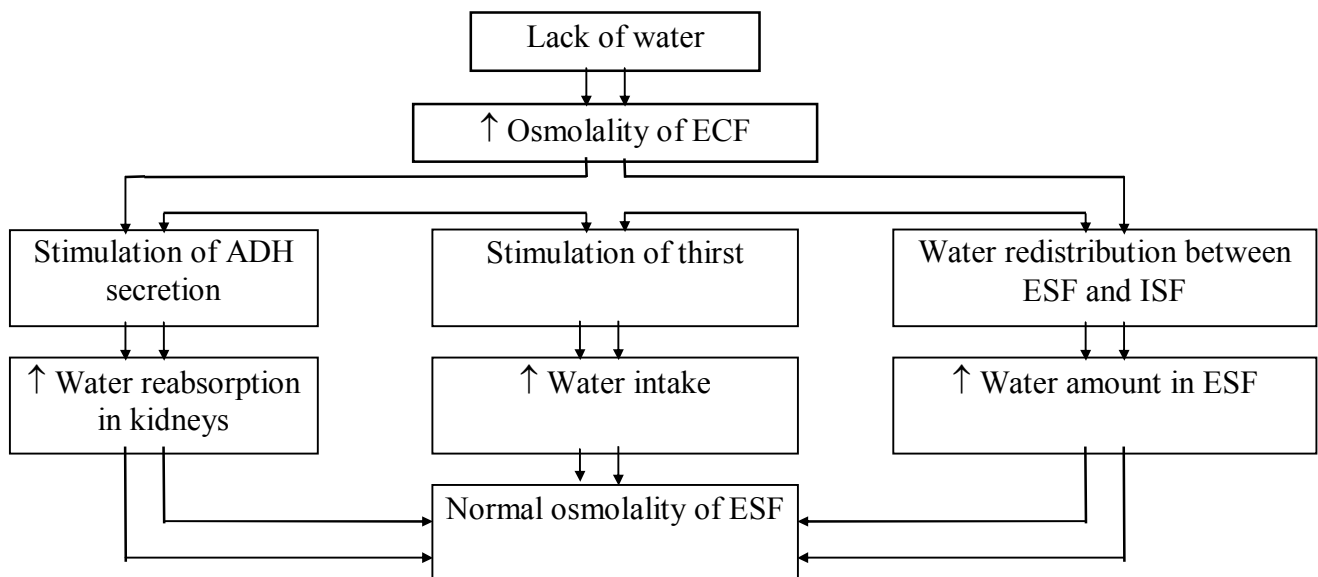 Lack of water
↑ Osmolality of ECF
Stimulation of ADH
secretion
Stimulation of thirst
Water redistribution between
ESF and ISF
↑ Water reabsorption
in kidneys
↑ Water intake
↑ Water amount in ESF
Normal osmolality of ESF